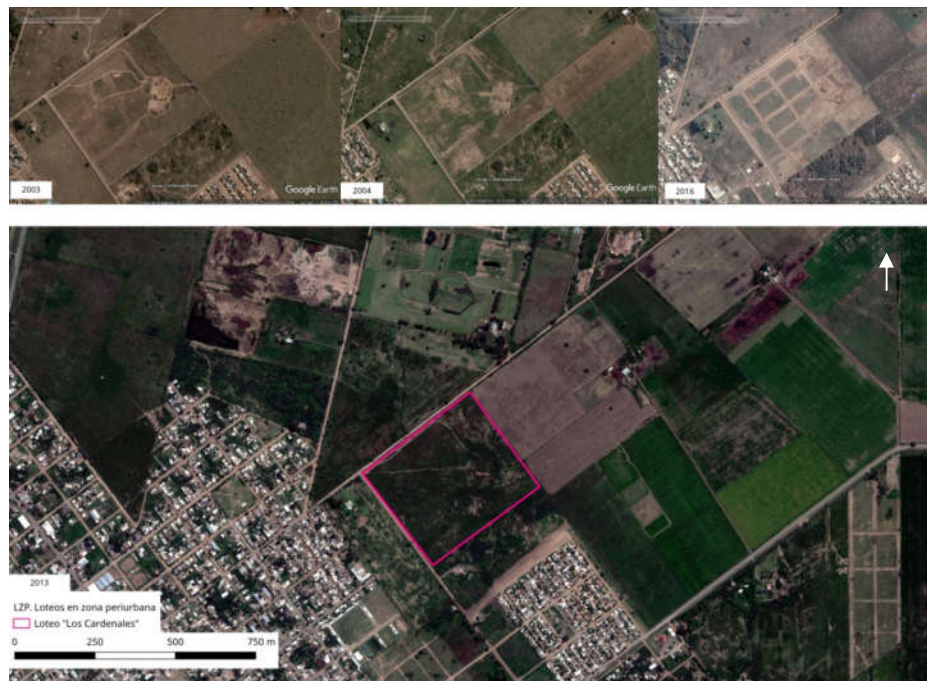 2003
Google Earth
2004
Google Earth
2016
2013
LZP. Loteos en zona periurbana
Loteo "Los Cardenales"
0 250 500 750 m